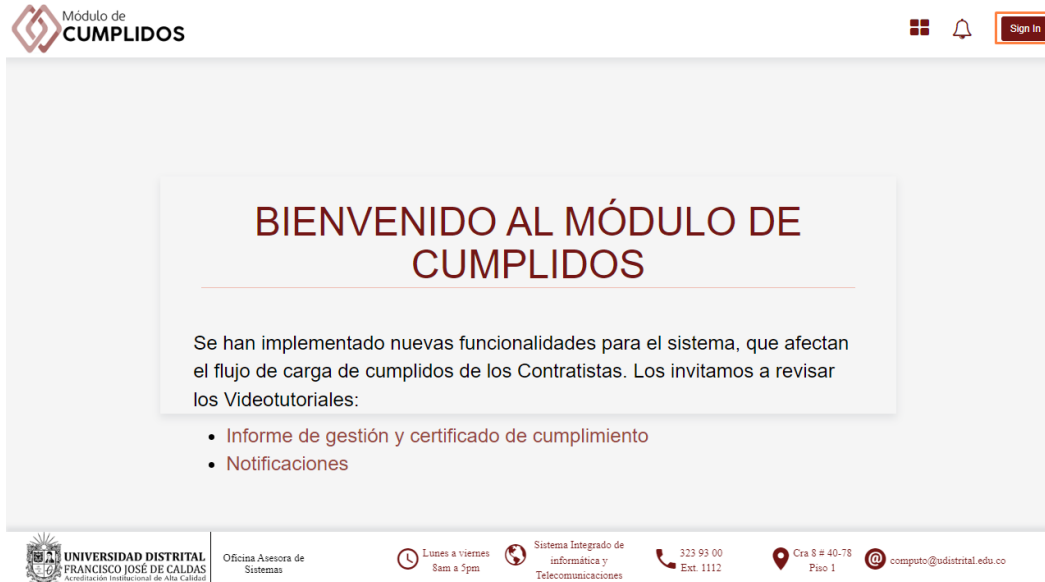 Módulo de
CUMPLIDOS
Sign In
BIENVENIDO AL MÓDULO DE
CUMPLIDOS
Se han implementado nuevas funcionalidades para el sistema, que afectan
el flujo de carga de cumplidos de los Contratistas. Los invitamos a revisar
los Videotutoriales:
Informe de gestión y certificado de cumplimiento
Notificaciones
UNIVERSIDAD DISTRITAL
FRANCISCO JOSÉ DE CALDAS
Acreditación Institucional de Alta Calidad
Oficina Asesora de
Sistemas
Lunes a viernes
8am a 5pm
Sistema Integrado de
informática y
Telecomunicaciones
323 93 00
Ext. 1112
Cra 8 # 40-78
Piso 1
computo@udistrital.edu.co